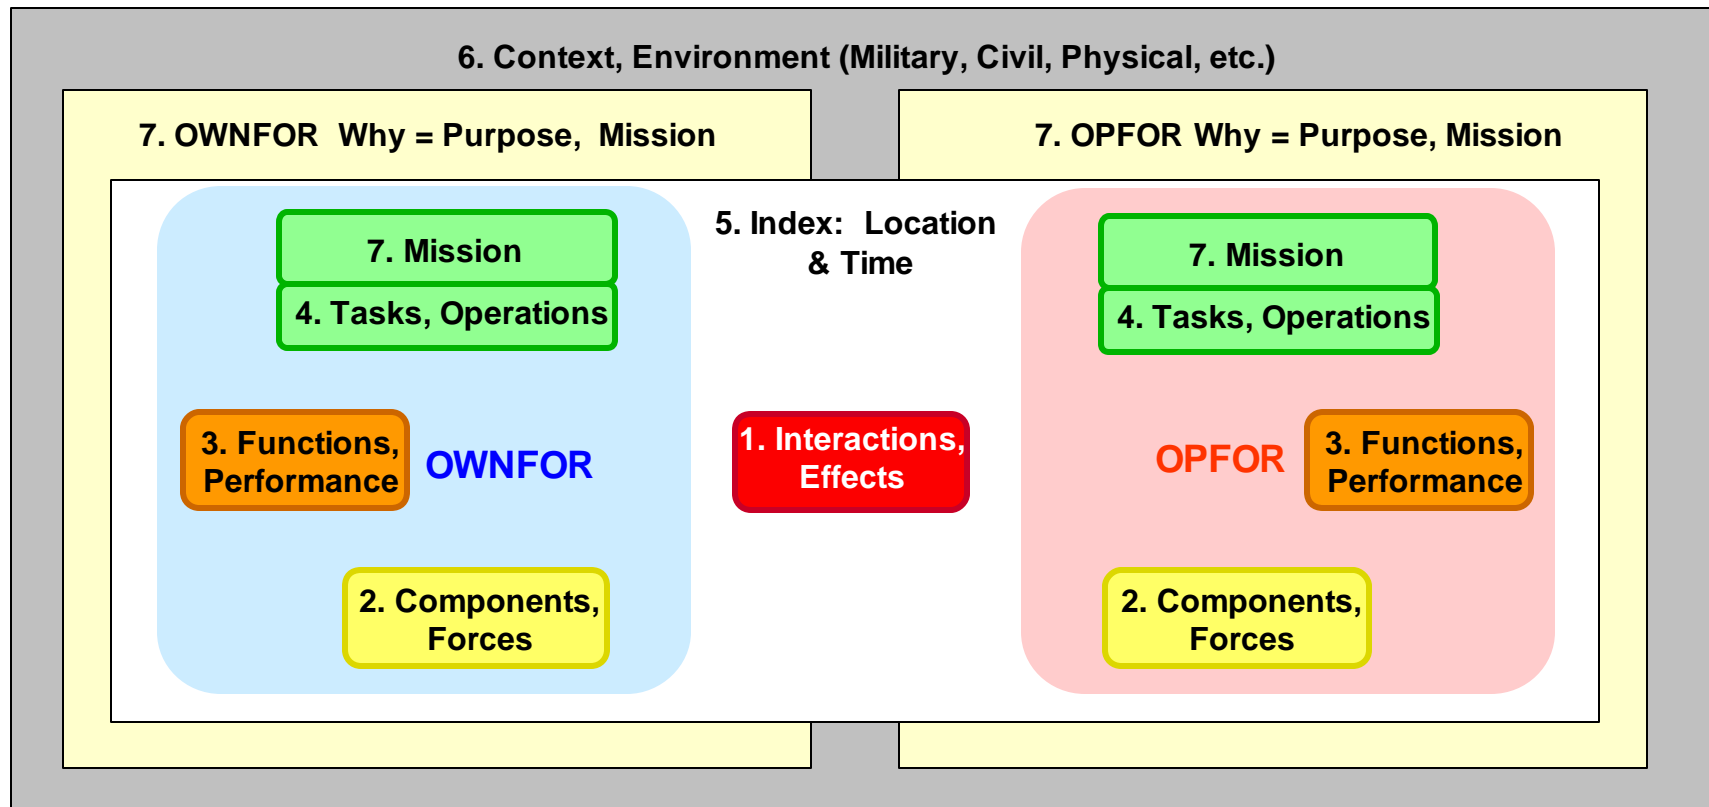 6. Context, Environment (Military, Civil, Physical, etc.)
7. OWNFOR Why = Purpose, Mission
7. OPFOR Why = Purpose, Mission
7. Mission
4. Tasks, Operations
3. Functions,
Performance
OWNFOR
2. Components,
Forces
5. Index: Location
& Time
1. Interactions,
Effects
7. Mission
4. Tasks, Operations
OPFOR
3. Functions,
Performance
2. Components,
Forces